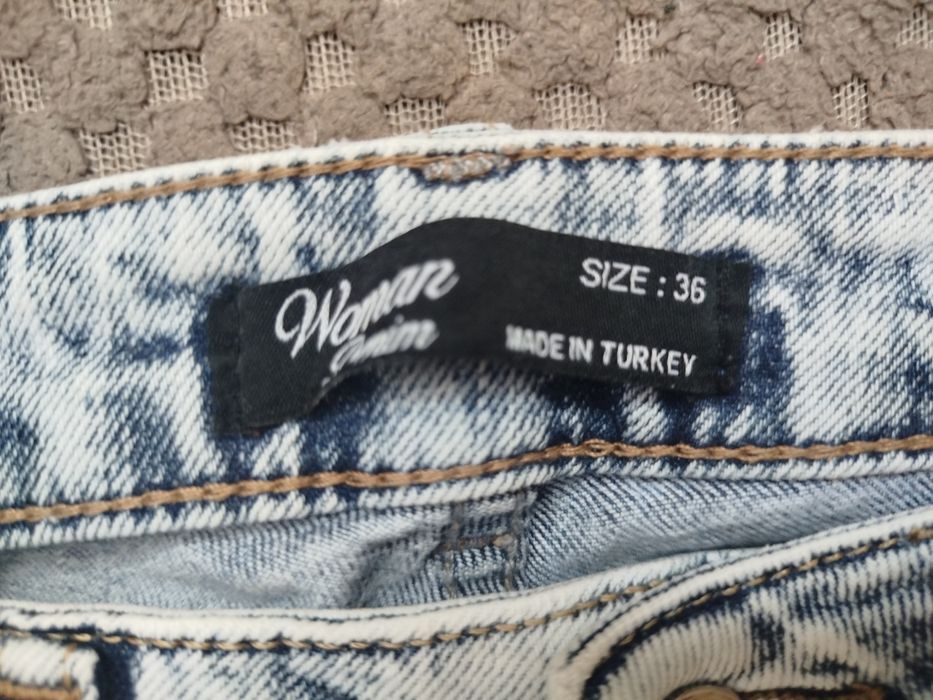 Woman
Denim
SIZE : 36
MADE IN TURKEY